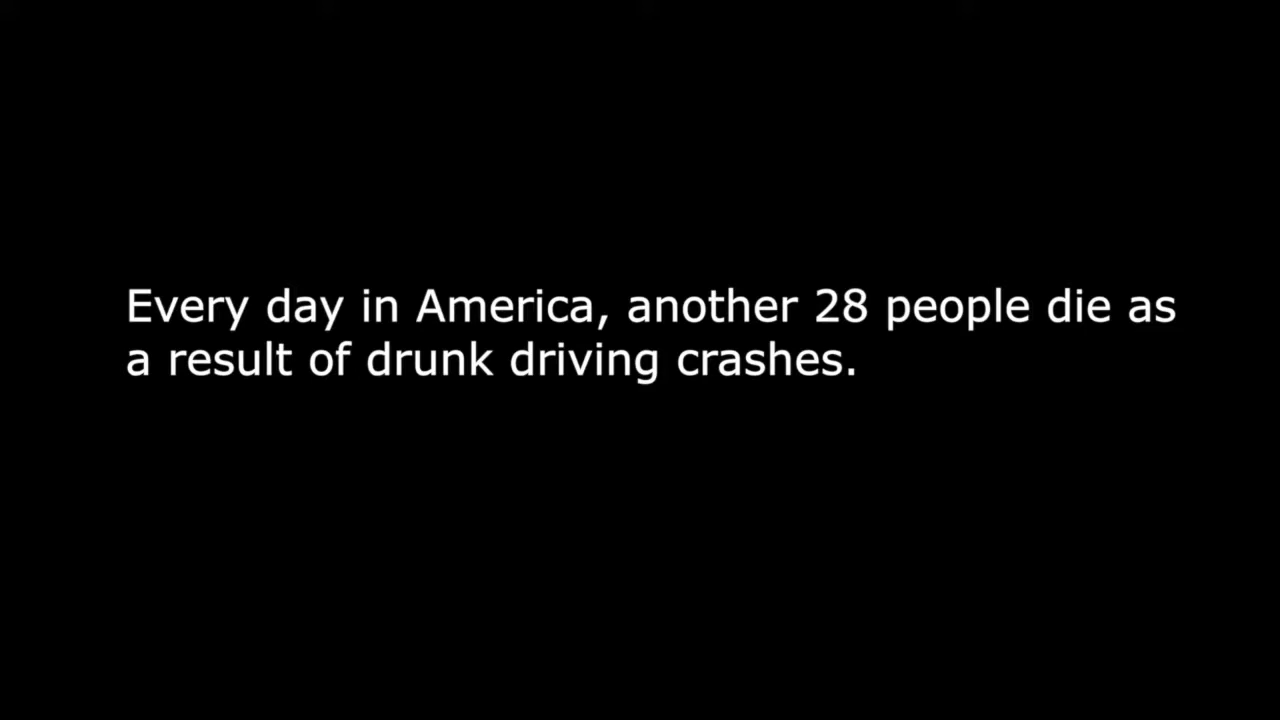 Every day in America, another 28 people die as
a result of drunk driving crashes.